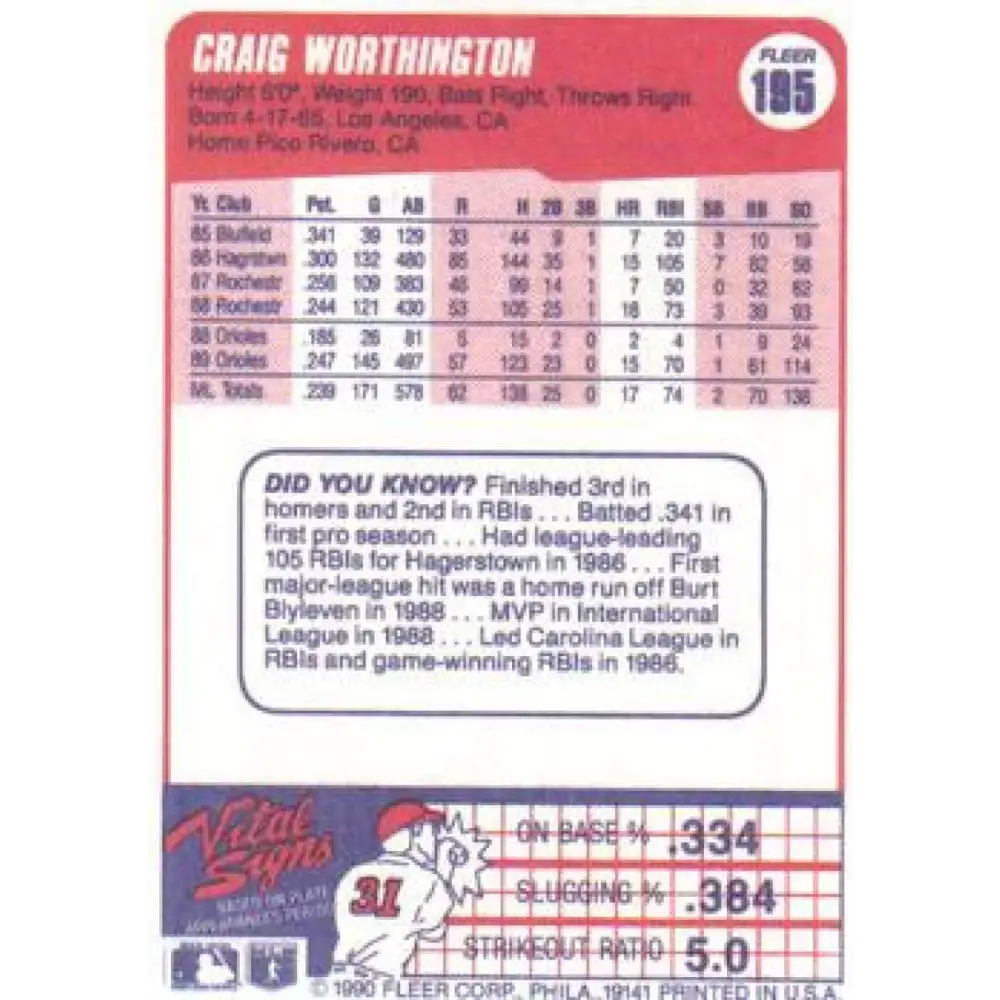 CRAIG WORTHINGTON
FLEER
195
Height 6'0", Weight 190, Bats Right, Throws Right
Born 4-17-65, Los Angeles, CA
Home Pico Rivero, CA
Yr. Club Pct. G AB R H 2B 3B HR RBI SB BB SO
85 Blufield .341 39 129 33 44 9 1 7 20 3 10 19
86 Hagrstwn .300 132 480 85 144 35 1 15 105 7 82 58
87 Rochestr .258 109 383 46 99 14 1 7 50 0 32 62
88 Rochestr .244 121 430 53 105 25 1 16 73 3 39 93
88 Orioles .185 26 81 5 15 2 0 2 4 1 9 24
89 Orioles .247 145 497 57 123 23 0 15 70 1 61 114
ML Totals .239 171 578 62 138 25 0 17 74 2 70 138
DID YOU KNOW? Finished 3rd in
homers and 2nd in RBIs . . . Batted .341 in
first pro season . . . Had league-leading
105 RBIs for Hagerstown in 1986 . . . First
major-league hit was a home run off Burt
Blyleven in 1988 . . . MVP in International
League in 1988 . . . Led Carolina League in
RBIs and game-winning RBIs in 1986.
Vital
Signs
BASED ON PLATE
APPEARANCES PER
31
ON BASE % .334
SLUGGING % .384
STRIKEOUT RATIO 5.0
© 1990 FLEER CORP., PHILA., 19141 PRINTED IN U.S.A.